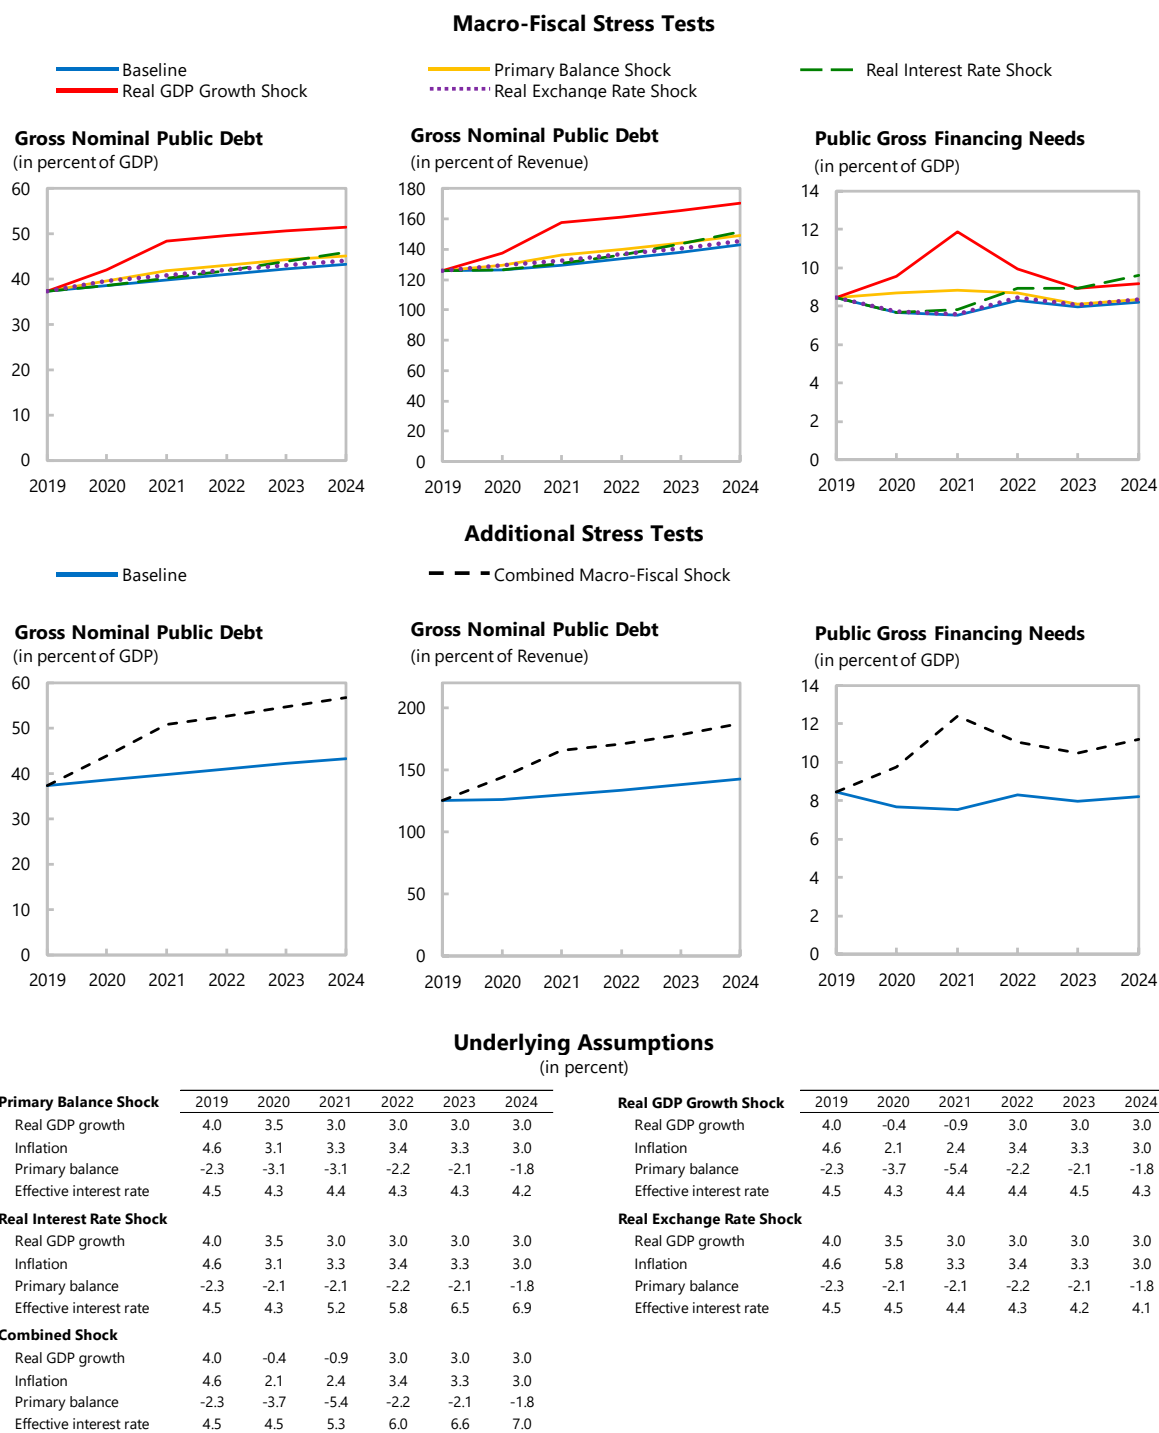 Macro-Fiscal Stress Tests
Baseline
Primary Balance Shock
Real Interest Rate Shock
Real GDP Growth Shock
Real Exchange Rate Shock
Gross Nominal Public Debt
(in percent of GDP)
60
50
40
30
20
10
0
2019 2020 2021 2022 2023 2024
Gross Nominal Public Debt
(in percent of Revenue)
180
160
140
120
100
80
60
40
20
0
2019 2020 2021 2022 2023 2024
Public Gross Financing Needs
(in percent of GDP)
14
12
10
8
6
4
2
0
2019 2020 2021 2022 2023 2024
Additional Stress Tests
Baseline
Combined Macro-Fiscal Shock
Gross Nominal Public Debt
(in percent of GDP)
60
50
40
30
20
10
0
2019 2020 2021 2022 2023 2024
Gross Nominal Public Debt
(in percent of Revenue)
200
150
100
50
0
2019 2020 2021 2022 2023 2024
Public Gross Financing Needs
(in percent of GDP)
14
12
10
8
6
4
2
0
2019 2020 2021 2022 2023 2024
Underlying Assumptions
(in percent)
Primary Balance Shock 2019 2020 2021 2022 2023 2024
Real GDP growth 4.0 3.5 3.0 3.0 3.0 3.0
Inflation 4.6 3.1 3.3 3.4 3.3 3.0
Primary balance -2.3 -3.1 -3.1 -2.2 -2.1 -1.8
Effective interest rate 4.5 4.3 4.4 4.3 4.3 4.2
Real Interest Rate Shock
Real GDP growth 4.0 3.5 3.0 3.0 3.0 3.0
Inflation 4.6 3.1 3.3 3.4 3.3 3.0
Primary balance -2.3 -2.1 -2.1 -2.2 -2.1 -1.8
Effective interest rate 4.5 4.3 5.2 5.8 6.5 6.9
Combined Shock
Real GDP growth 4.0 -0.4 -0.9 3.0 3.0 3.0
Inflation 4.6 2.1 2.4 3.4 3.3 3.0
Primary balance -2.3 -3.7 -5.4 -2.2 -2.1 -1.8
Effective interest rate 4.5 4.5 5.3 6.0 6.6 7.0
Real GDP Growth Shock 2019 2020 2021 2022 2023 2024
Real GDP growth 4.0 -0.4 -0.9 3.0 3.0 3.0
Inflation 4.6 2.1 2.4 3.4 3.3 3.0
Primary balance -2.3 -3.7 -5.4 -2.2 -2.1 -1.8
Effective interest rate 4.5 4.3 4.4 4.4 4.5 4.3
Real Exchange Rate Shock
Real GDP growth 4.0 3.5 3.0 3.0 3.0 3.0
Inflation 4.6 5.8 3.3 3.4 3.3 3.0
Primary balance -2.3 -2.1 -2.1 -2.2 -2.1 -1.8
Effective interest rate 4.5 4.5 4.4 4.3 4.2 4.1